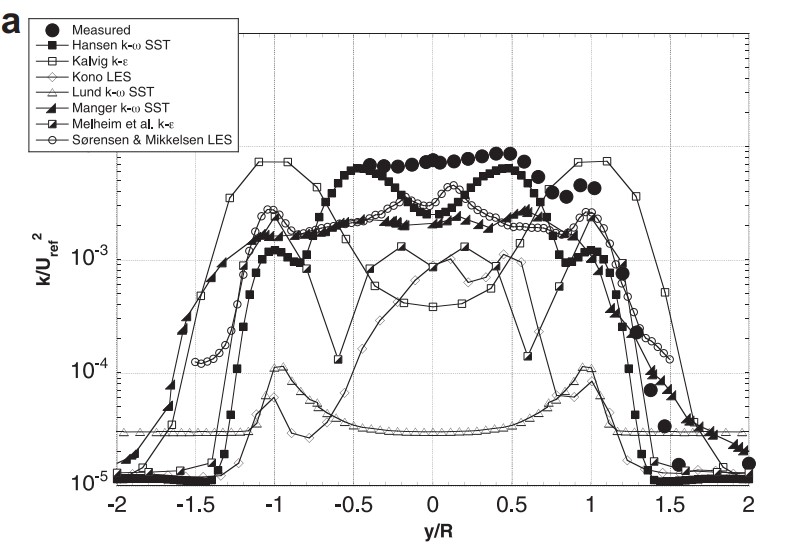 a
Measured
Hansen k-ω SST
Kalvig k-ε
Kono LES
Lund k-ω SST
Manger k-ω SST
Melheim et al. k-ε
Sørensen & Mikkelsen LES
k/U_ref^2
10^-3
10^-4
10^-5
-2 -1.5 -1 -0.5 0 0.5 1 1.5 2
y/R